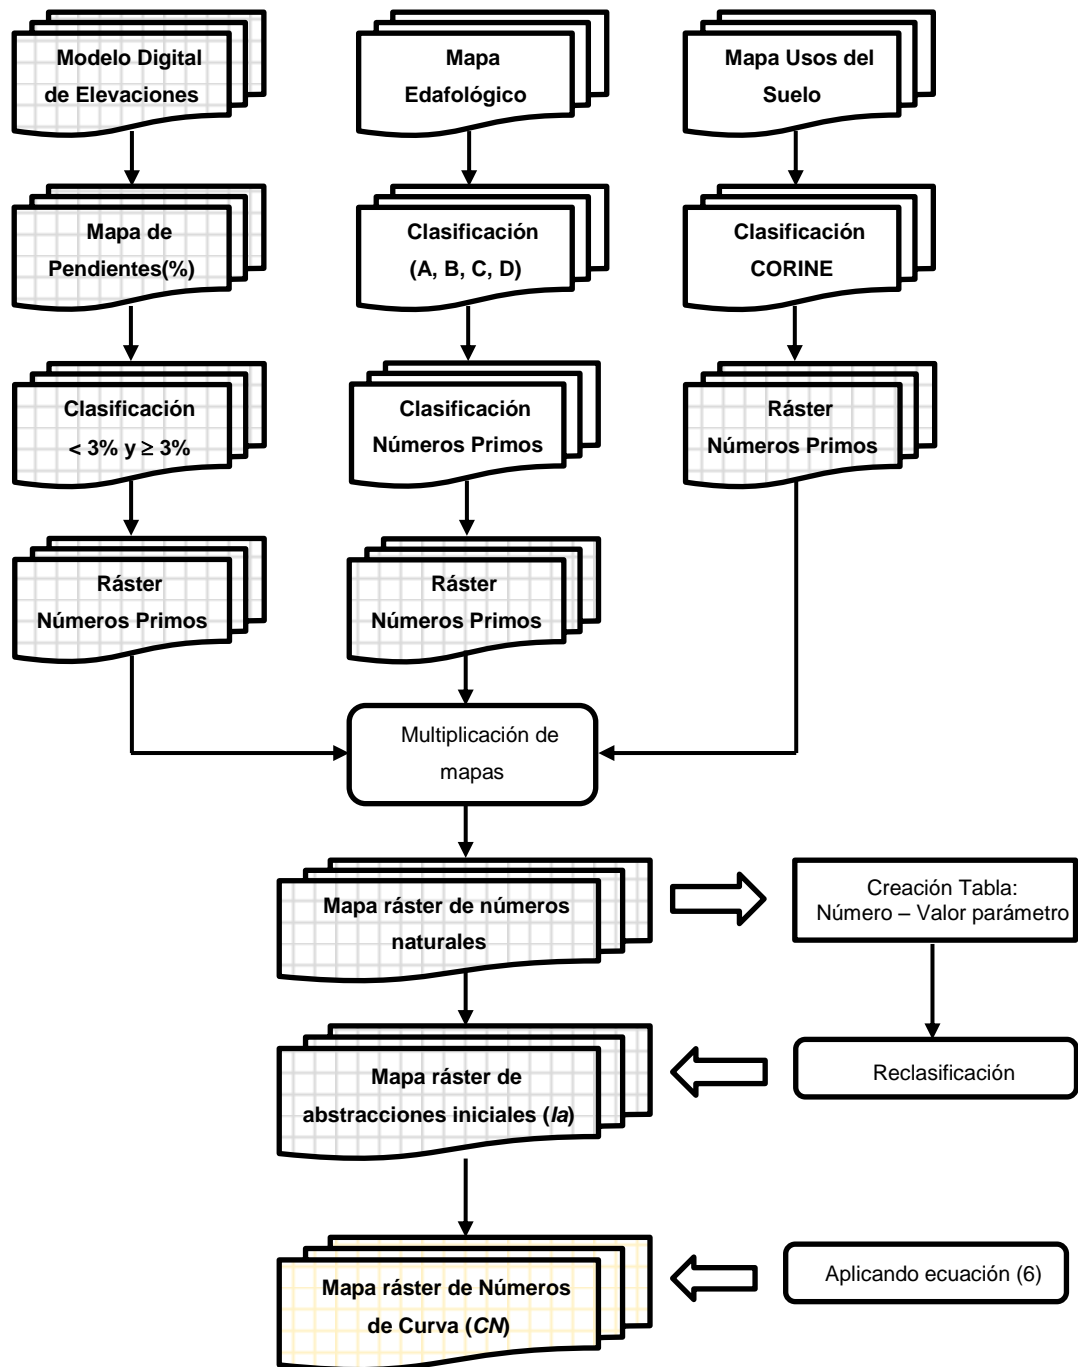 Modelo Digital
de Elevaciones
Mapa
Edafológico
Mapa Usos del
Suelo
Mapa de
Pendientes(%)
Clasificación
(A, B, C, D)
Clasificación
CORINE
Clasificación
< 3% y ≥ 3%
Clasificación
Números Primos
Ráster
Números Primos
Ráster
Números Primos
Ráster
Números Primos
Multiplicación de
mapas
Mapa ráster de números
naturales
Creación Tabla:
Número – Valor parámetro
Mapa ráster de
abstracciones iniciales (Ia)
Reclasificación
Mapa ráster de Números
de Curva (CN)
Aplicando ecuación (6)